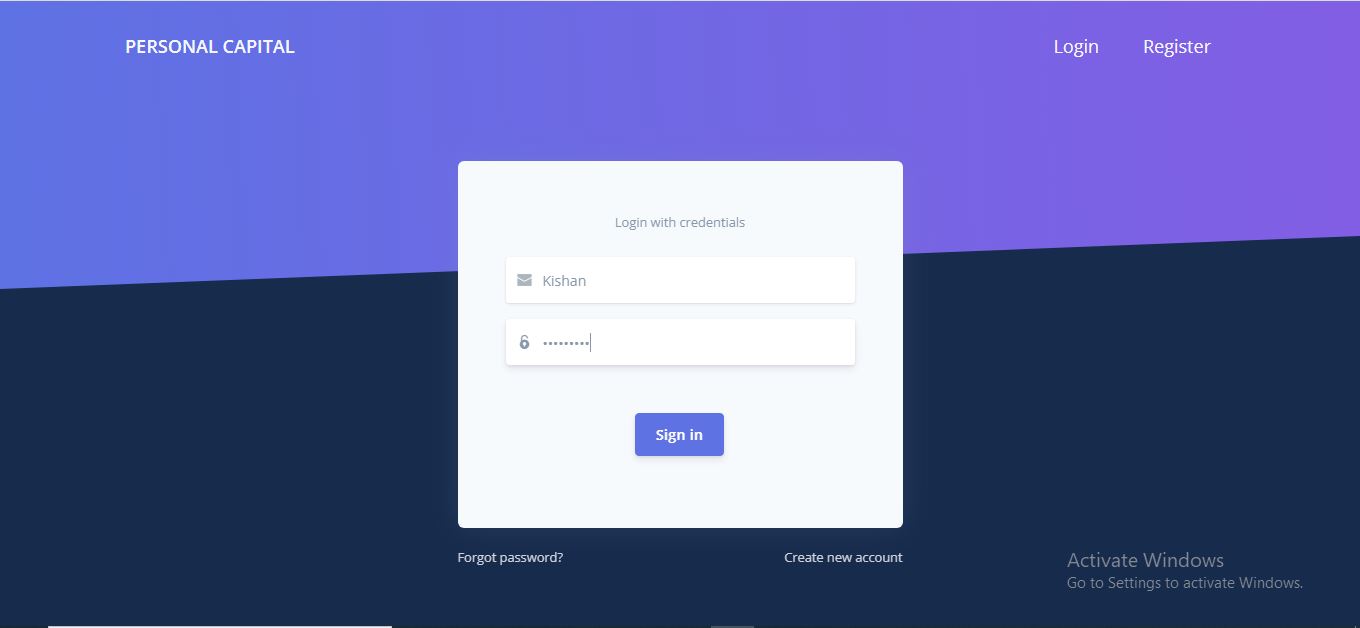 PERSONAL CAPITAL
Login
Register
Login with credentials
Kishan
•••••••••
Sign in
Forgot password?
Create new account
Activate Windows
Go to Settings to activate Windows.